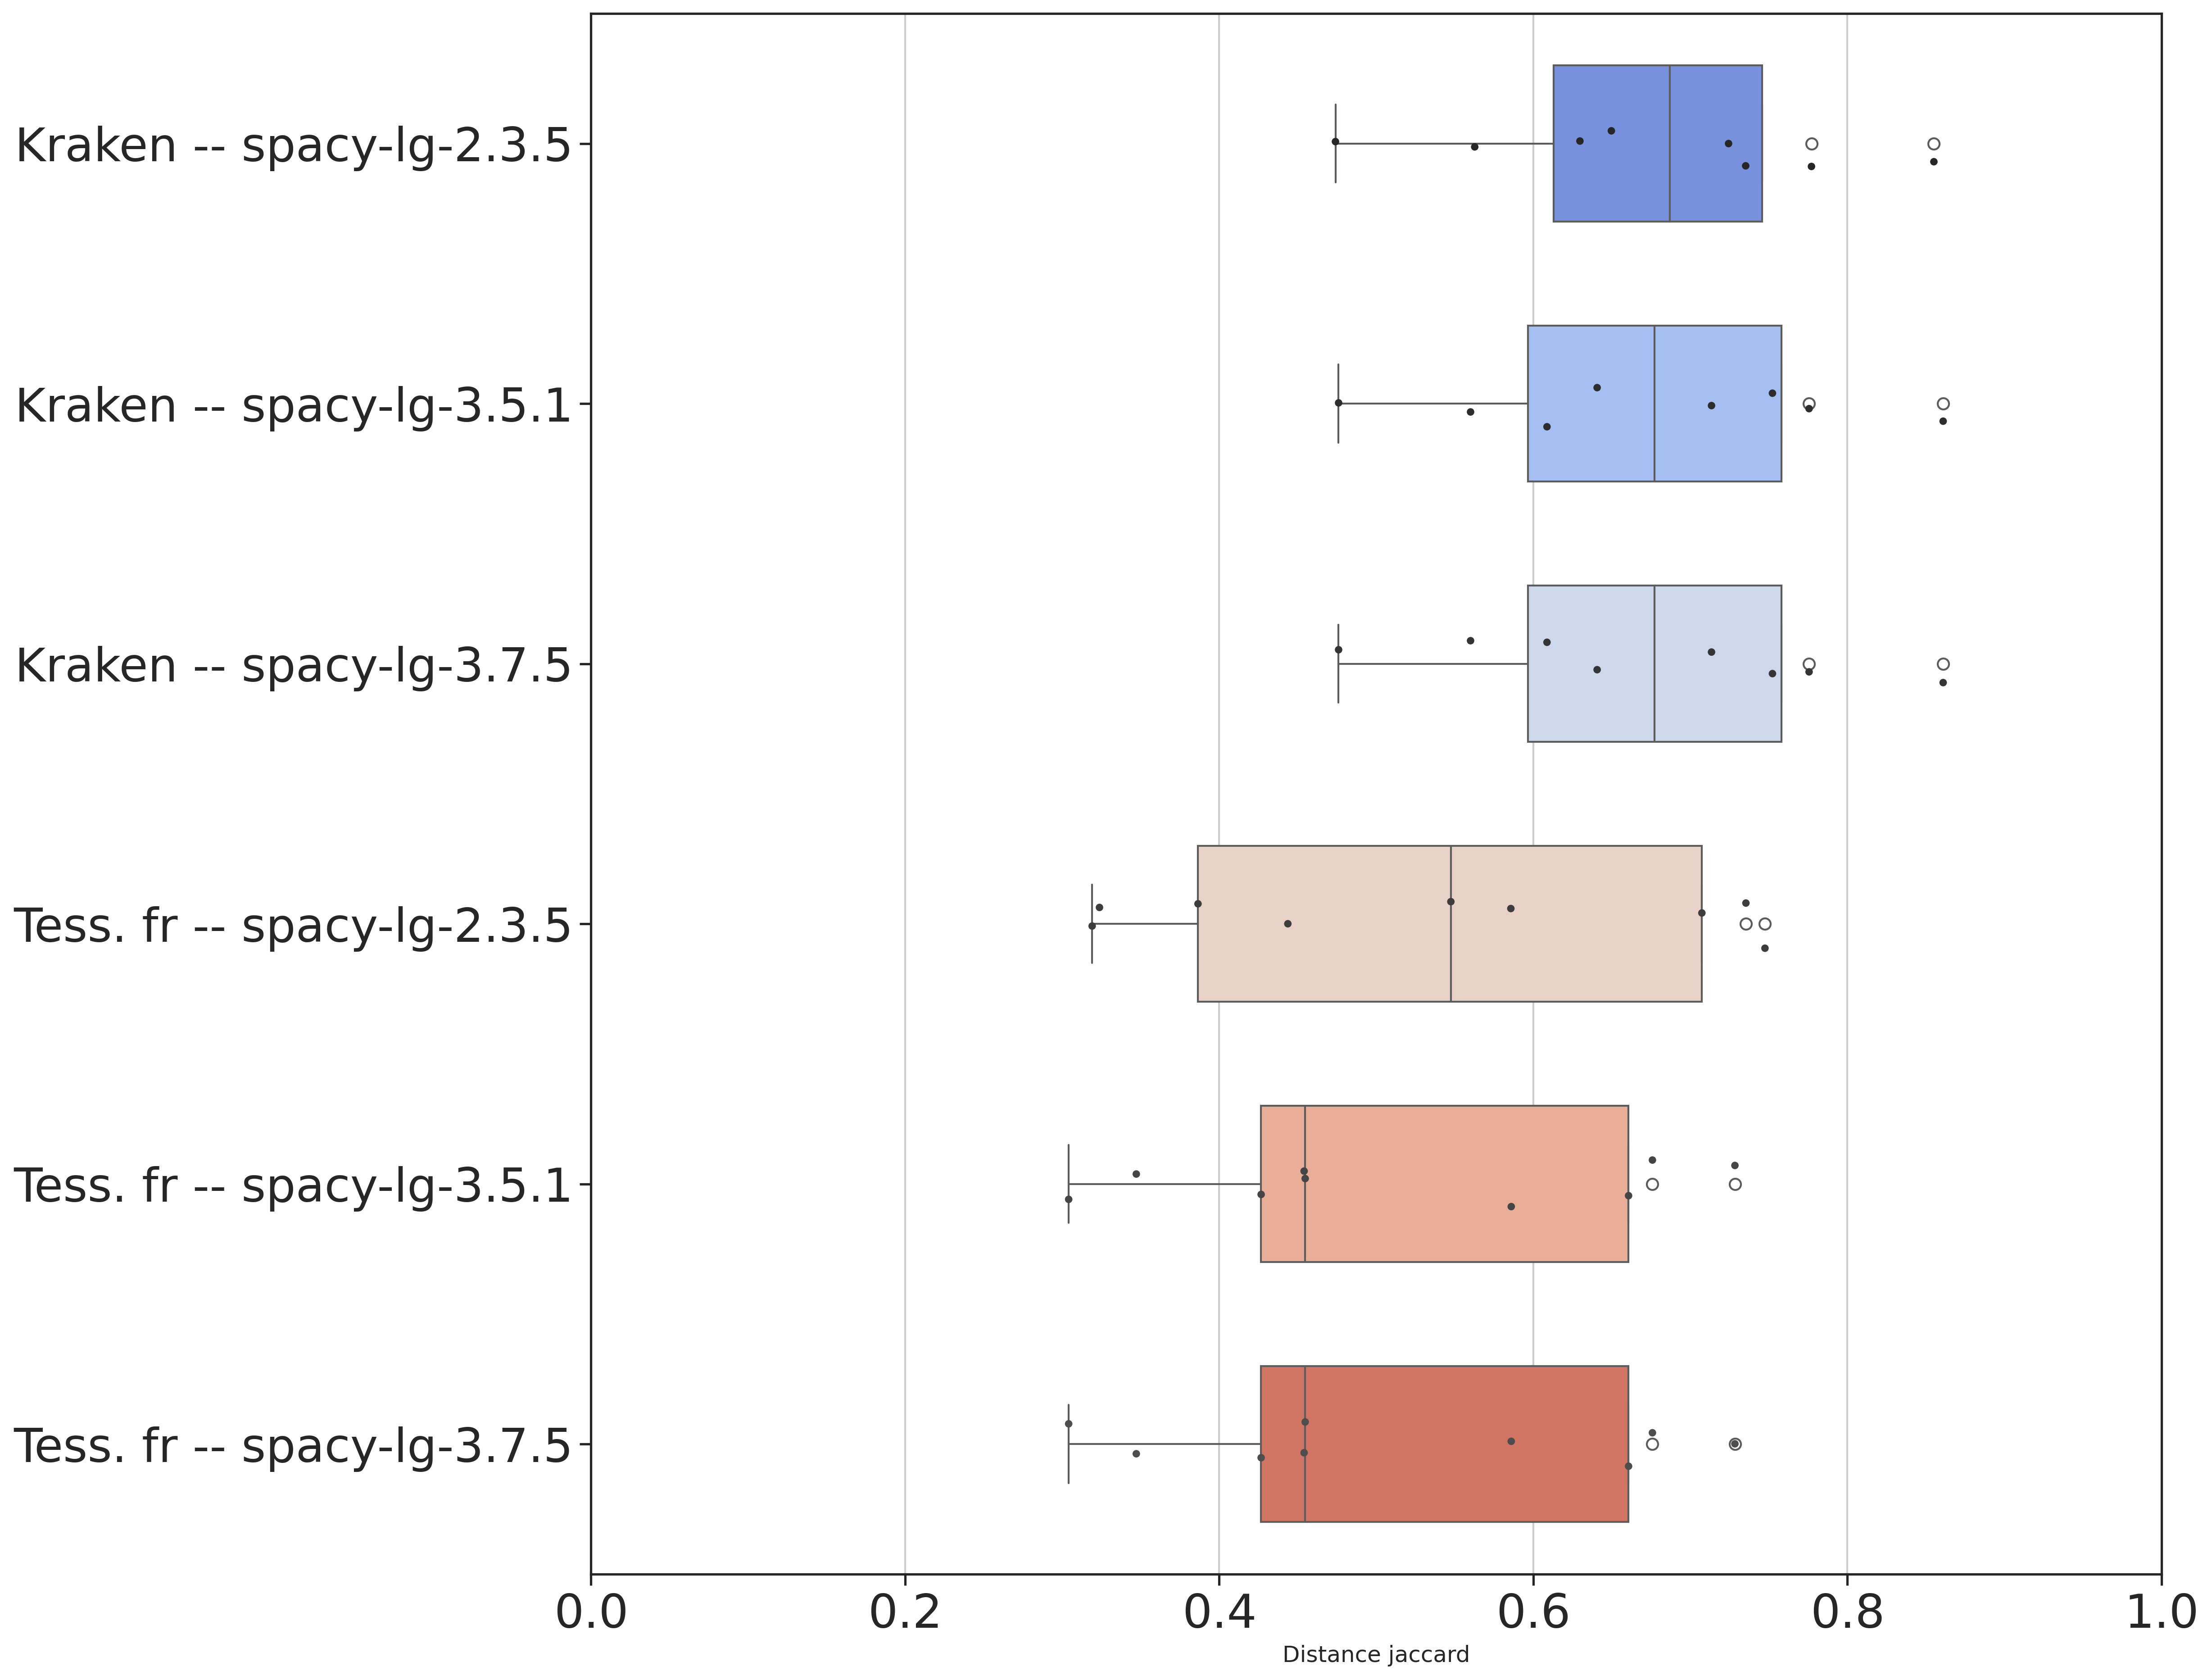 Kraken -- spacy-lg-2.3.5
Kraken -- spacy-lg-3.5.1
Kraken -- spacy-lg-3.7.5
Tess. fr -- spacy-lg-2.3.5
Tess. fr -- spacy-lg-3.5.1
Tess. fr -- spacy-lg-3.7.5
0.0 0.2 0.4 0.6 0.8 1.0
Distance jaccard